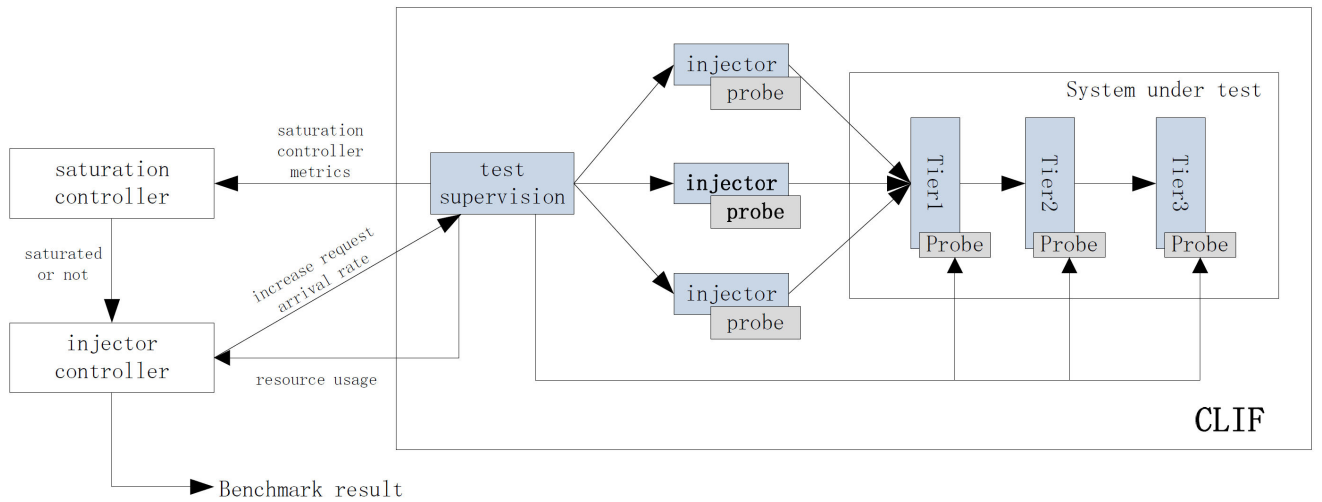 saturation
controller
saturated
or not
injector
controller
Benchmark result
saturation
controller
metrics
increase request
arrival rate
resource usage
test
supervision
injector
probe
injector
probe
injector
probe
System under test
Tier1
Probe
Tier2
Probe
Tier3
Probe
CLIF